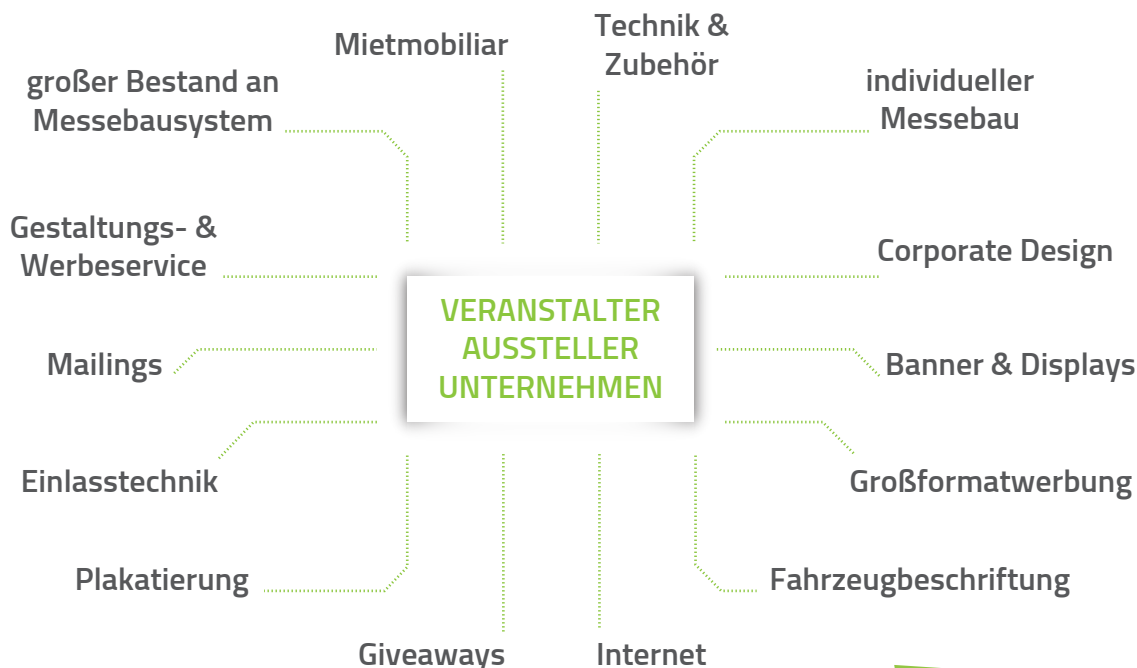 Mietmobiliar
Technik &
Zubehör
großer Bestand an
Messebausystem
individueller
Messebau
Gestaltungs- &
Werbeservice
Corporate Design
VERANSTALTER
AUSSTELLER
UNTERNEHMEN
Mailings
Banner & Displays
Einlasstechnik
Großformatwerbung
Plakatierung
Fahrzeugbeschriftung
Giveaways
Internet